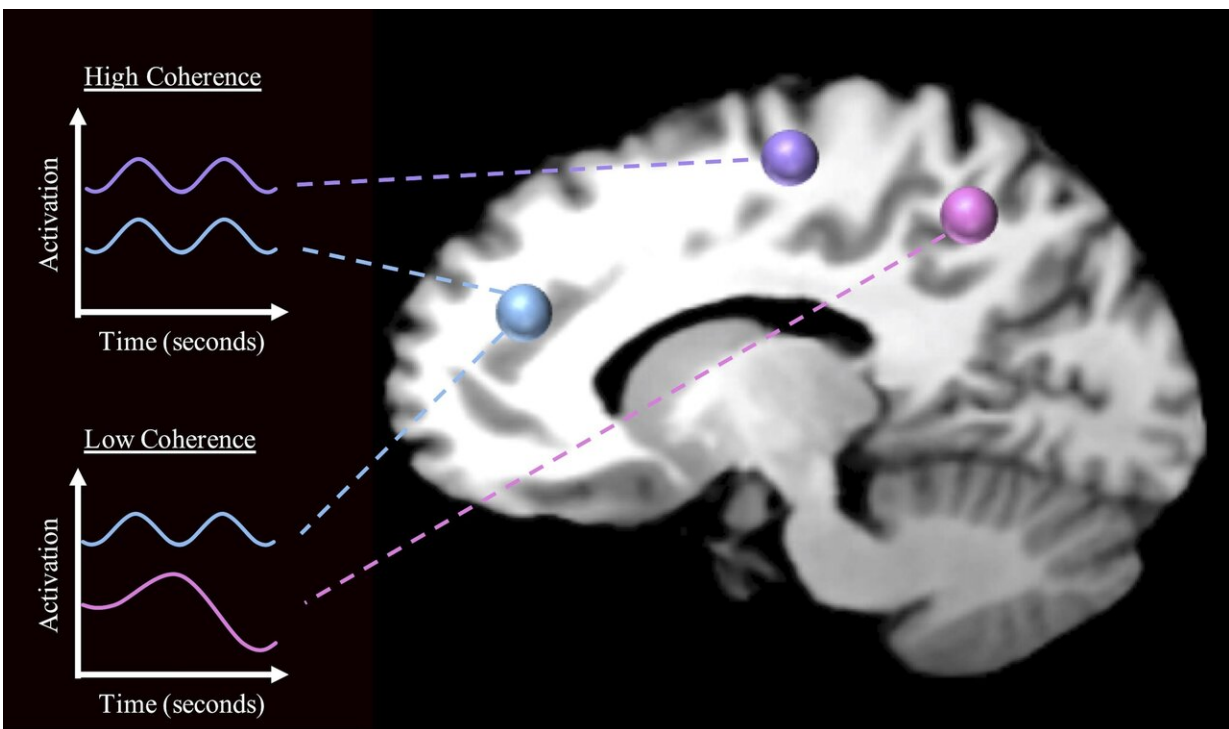 High Coherence
Activation
Time (seconds)
Low Coherence
Activation
Time (seconds)